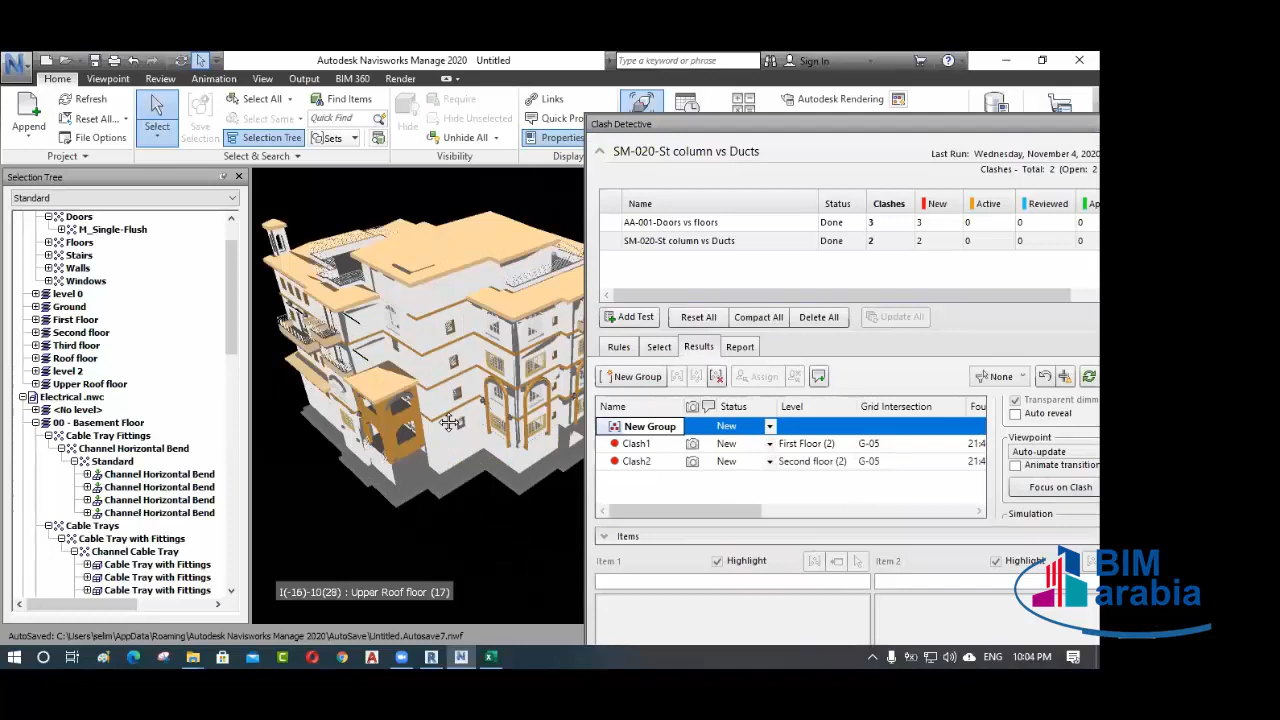 Autodesk Navisworks Manage 2020 Untitled
Type a keyword or phrase
Sign In
Home Viewpoint Review Animation View Output BIM 360 Render
Append
Refresh
Reset All...
File Options
Project
Select
Save Selection
Select All
Select Same
Selection Tree
Find Items
Quick Find
Sets
Select & Search
Hide
Require
Hide Unselected
Unhide All
Visibility
Links
Quick Pro
Properties
Display
Autodesk Rendering
Selection Tree
Standard
Doors
M_Single-Flush
Floors
Stairs
Walls
Windows
level 0
Ground
First Floor
Second floor
Third floor
Roof floor
level 2
Upper Roof floor
Electrical .nwc
<No level>
00 - Basement Floor
Cable Tray Fittings
Channel Horizontal Bend
Standard
Channel Horizontal Bend
Channel Horizontal Bend
Channel Horizontal Bend
Channel Horizontal Bend
Cable Trays
Cable Tray with Fittings
Channel Cable Tray
Cable Tray with Fittings
Cable Tray with Fittings
Cable Tray with Fittings
I(-16)-10(28) : Upper Roof floor (17)
Clash Detective
SM-020-St column vs Ducts
Last Run: Wednesday, November 4, 2020
Clashes - Total: 2 (Open: 2
Name Status Clashes New Active Reviewed Ap
AA-001-Doors vs floors Done 3 3 0 0 0
SM-020-St column vs Ducts Done 2 2 0 0 0
Add Test Reset All Compact All Delete All Update All
Rules Select Results Report
New Group Assign None
Name Status Level Grid Intersection Fou
New Group New
Clash1 New First Floor (2) G-05 21:4
Clash2 New Second floor (2) G-05 21:4
Transparent dimm
Auto reveal
Viewpoint
Auto-update
Animate transition
Focus on Clash
Simulation
Items
Item 1 Highlight Item 2 Highlight
BIM
arabia
AutoSaved: C:\Users\selim\AppData\Roaming\Autodesk Navisworks Manage 2020\AutoSave\Untitled.Autosave7.nwf
ENG 10:04 PM